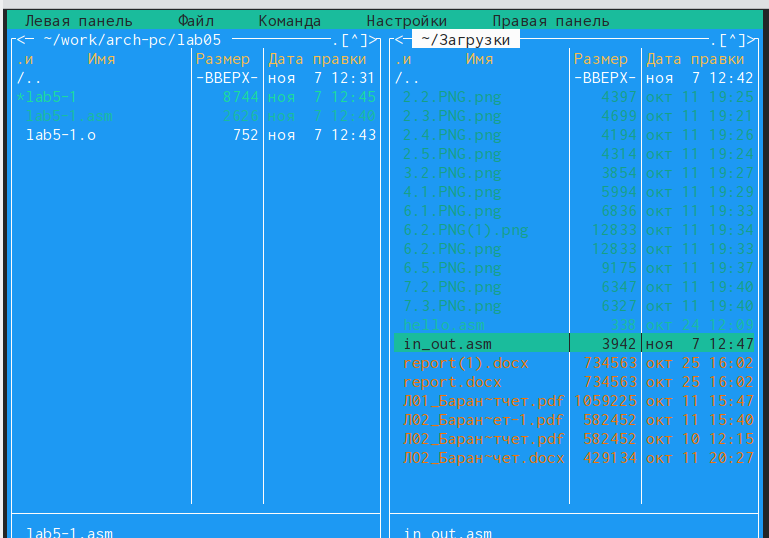 Левая панель Файл Команда Настройки Правая панель
<─ ~/work/arch-pc/lab05 ─.[^]>
.и Имя Размер Дата правки
/.. -ВВЕРХ- ноя 7 12:31
*lab5-1 8744 ноя 7 12:45
lab5-1.asm 2626 ноя 7 12:40
lab5-1.o 752 ноя 7 12:43
lab5-1.asm
<─ ~/Загрузки ─.[^]>
.и Имя Размер Дата правки
/.. -ВВЕРХ- ноя 7 12:42
2.2.PNG.png 4397 окт 11 19:25
2.3.PNG.png 4699 окт 11 19:21
2.4.PNG.png 4194 окт 11 19:26
2.5.PNG.png 4314 окт 11 19:24
3.2.PNG.png 3854 окт 11 19:27
4.1.PNG.png 5994 окт 11 19:29
6.1.PNG.png 6836 окт 11 19:33
6.2.PNG(1).png 12833 окт 11 19:34
6.2.PNG.png 12833 окт 11 19:33
6.5.PNG.png 9175 окт 11 19:37
7.2.PNG.png 6347 окт 11 19:40
7.3.PNG.png 6327 окт 11 19:40
hello.asm окт 24 12:09
in_out.asm 3942 ноя 7 12:47
report(1).docx 734563 окт 25 16:02
report.docx 734563 окт 25 16:02
Л01_Баран~тчет.pdf 1059225 окт 11 15:47
Л02_Баран~ет-1.pdf 582452 окт 11 15:40
Л02_Баран~тчет.pdf 582452 окт 10 12:15
Л02_Баран~чет.docx 429134 окт 11 20:27
in_out.asm